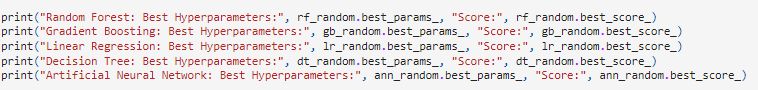 print("Random Forest: Best Hyperparameters:", rf_random.best_params_, "Score:", rf_random.best_score_)
print("Gradient Boosting: Best Hyperparameters:", gb_random.best_params_, "Score:", gb_random.best_score_)
print("Linear Regression: Best Hyperparameters:", lr_random.best_params_, "Score:", lr_random.best_score_)
print("Decision Tree: Best Hyperparameters:", dt_random.best_params_, "Score:", dt_random.best_score_)
print("Artificial Neural Network: Best Hyperparameters:", ann_random.best_params_, "Score:", ann_random.best_score_)